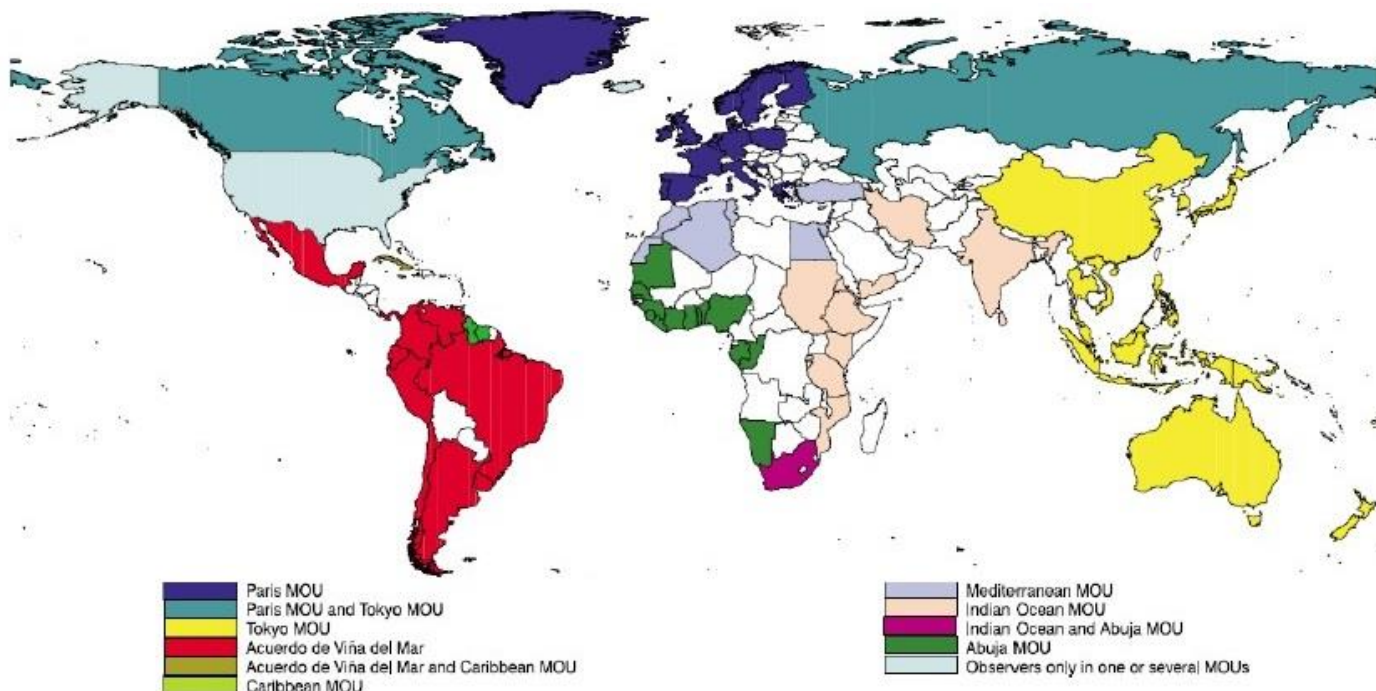 Paris MOU
Paris MOU and Tokyo MOU
Tokyo MOU
Acuerdo de Viña del Mar
Acuerdo de Viña del Mar and Caribbean MOU
Caribbean MOU
Mediterranean MOU
Indian Ocean MOU
Indian Ocean and Abuja MOU
Abuja MOU
Observers only in one or several MOUs